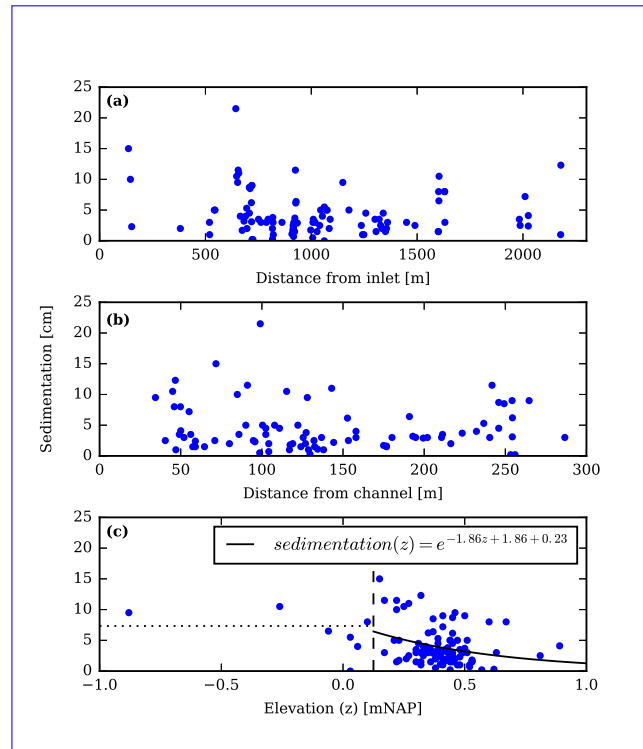 25
20
15
10
5
0
(a)
0 500 1000 1500 2000
Distance from inlet [m]
Sedimentation [cm]
25
20
15
10
5
0
(b)
0 50 100 150 200 250 300
Distance from channel [m]
25
20
15
10
5
0
(c)
sedimentation(z) = e^{−1.86z+1.86+0.23}
−1.0 −0.5 0.0 0.5 1.0
Elevation (z) [mNAP]